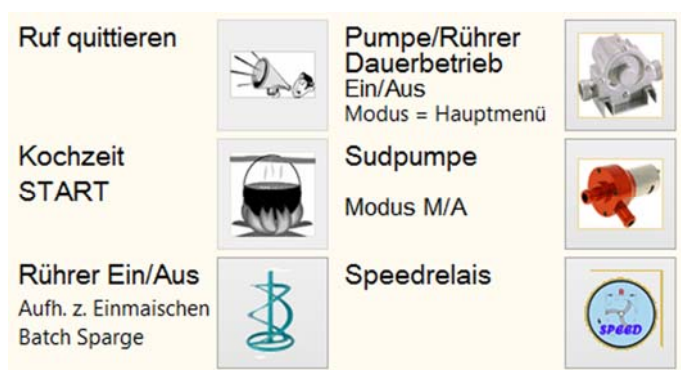 Ruf quittieren
Kochzeit
START
Rührer Ein/Aus
Aufh. z. Einmaischen
Batch Sparge
Pumpe/Rührer
Dauerbetrieb
Ein/Aus
Modus = Hauptmenü
Sudpumpe
Modus M/A
Speedrelais
R
SPEED